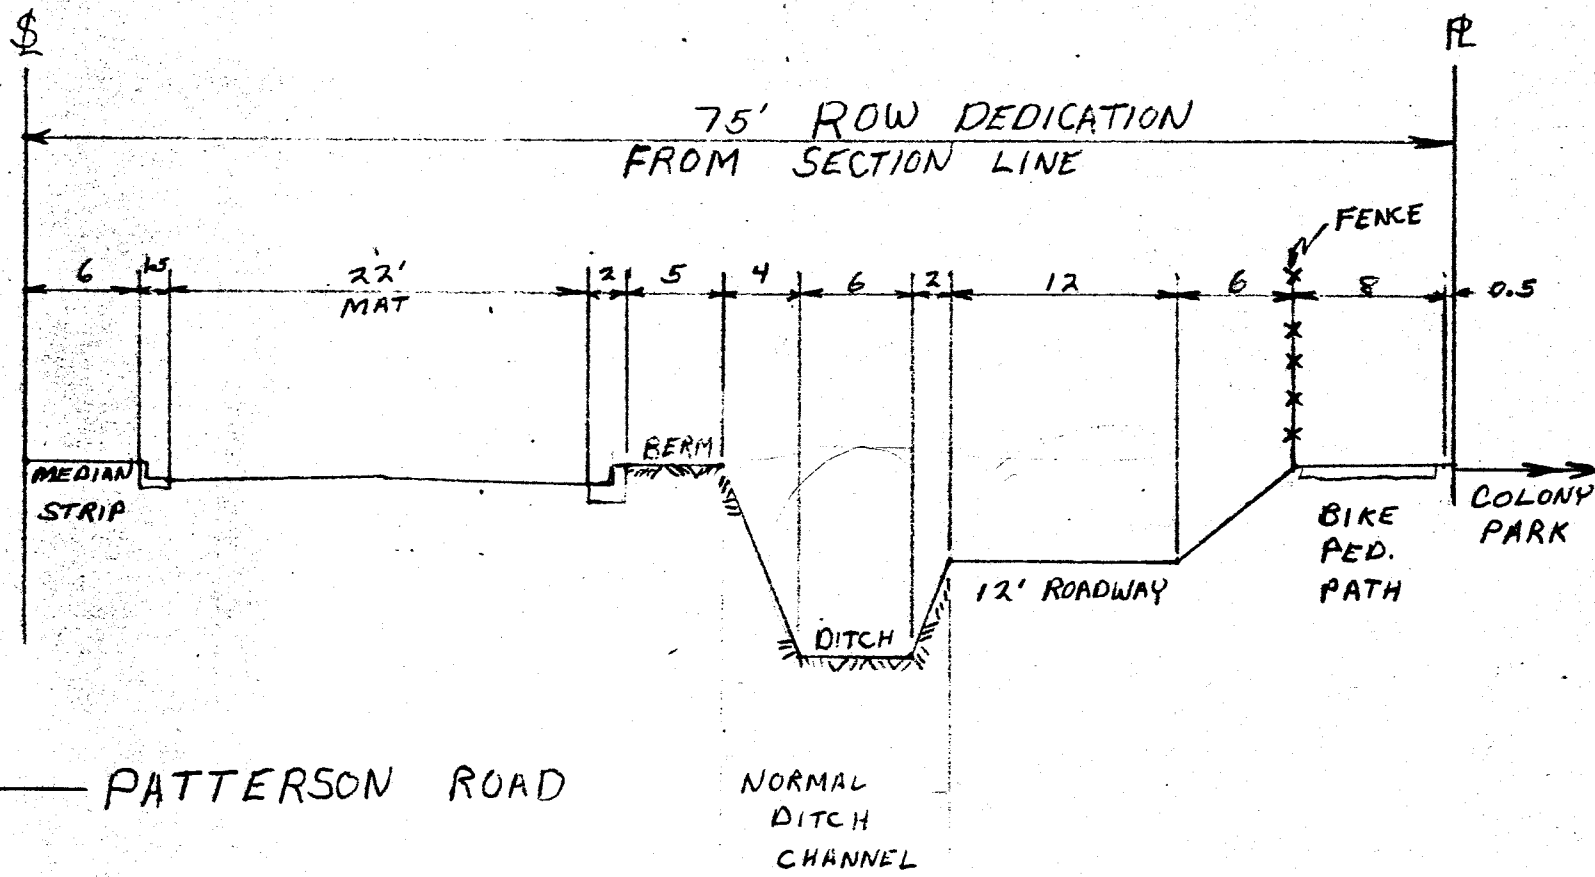 75' ROW DEDICATION
FROM SECTION LINE
FENCE
6 1.5 22' 2 5 4 6 2 12 6 8 0.5
MAT
BERM
MEDIAN
STRIP
COLONY
PARK
BIKE
PED.
PATH
12' ROADWAY
DITCH
PATTERSON ROAD
NORMAL
DITCH
CHANNEL